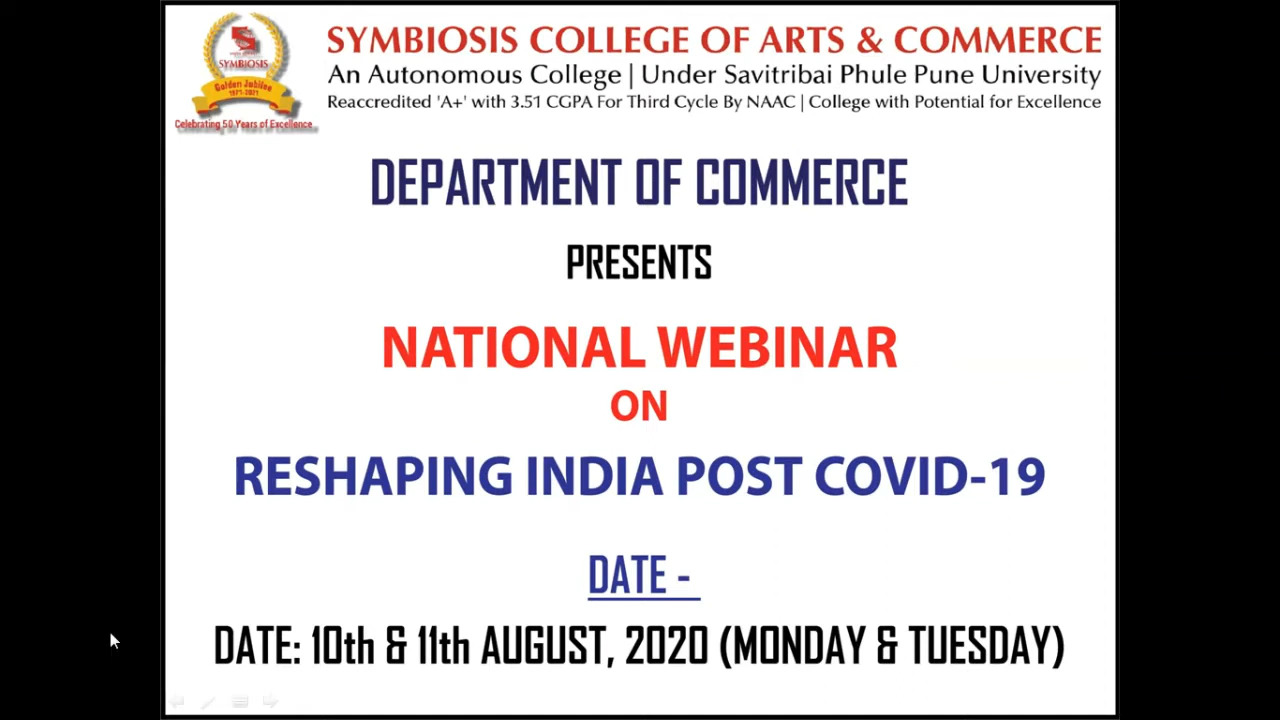 SYMBIOSIS
Golden Jubilee
1971-2021
Celebrating 50 Years of Excellence
SYMBIOSIS COLLEGE OF ARTS & COMMERCE
An Autonomous College | Under Savitribai Phule Pune University
Reaccredited 'A+' with 3.51 CGPA For Third Cycle By NAAC | College with Potential for Excellence
DEPARTMENT OF COMMERCE
PRESENTS
NATIONAL WEBINAR
ON
RESHAPING INDIA POST COVID-19
DATE -
DATE: 10th & 11th AUGUST, 2020 (MONDAY & TUESDAY)